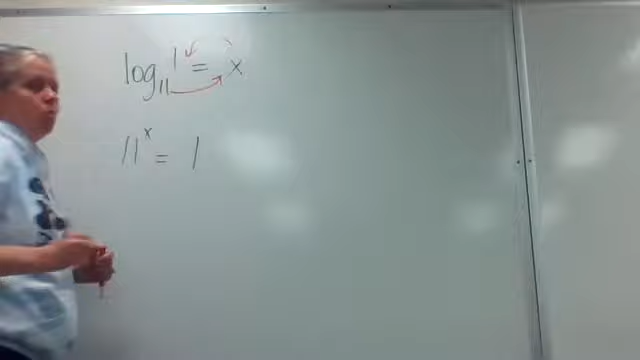 log₁₁ 1 = x
11ˣ = 1